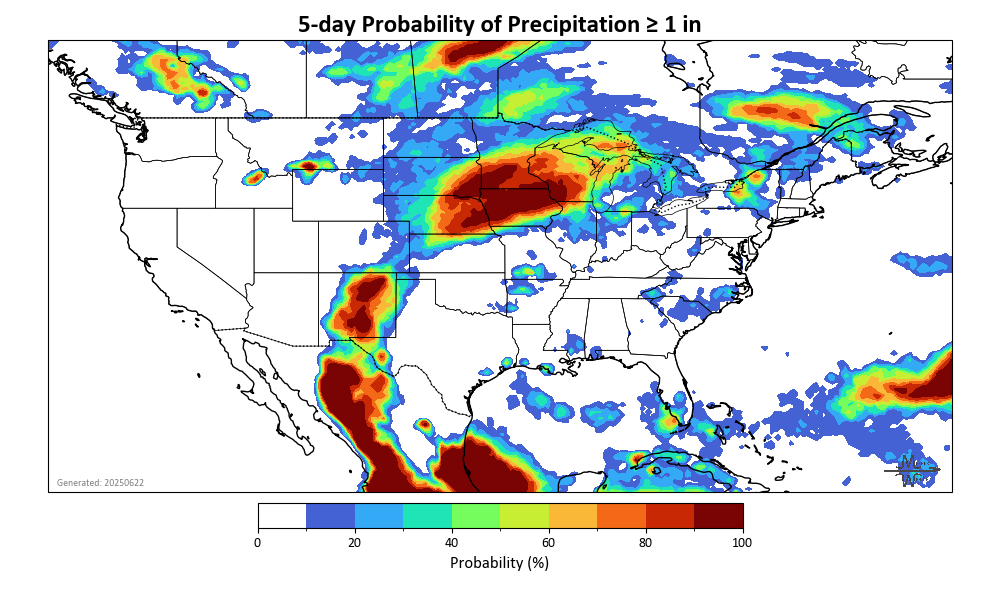 5-day Probability of Precipitation ≥ 1 in
Generated: 20250622
0 20 40 60 80 100
Probability (%)